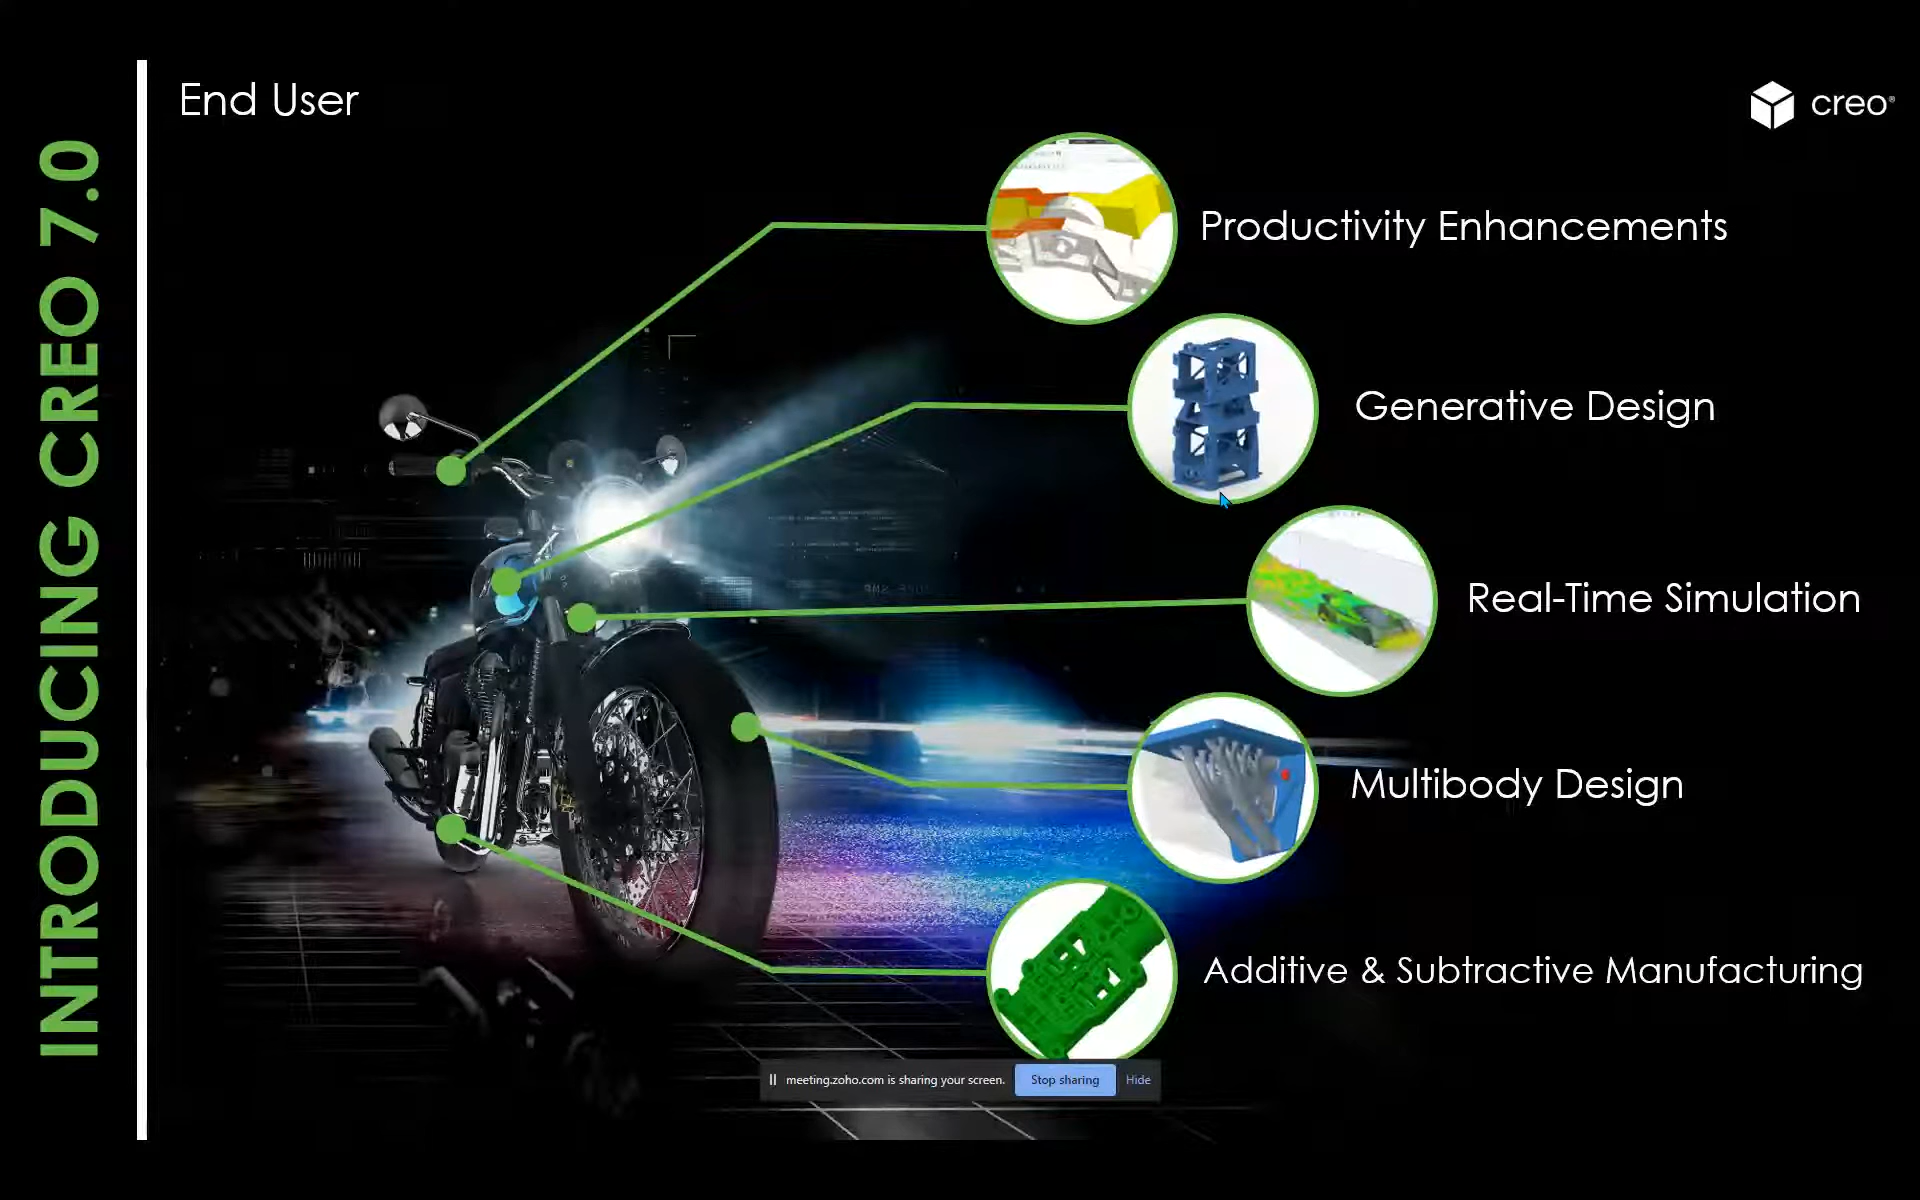 INTRODUCING CREO 7.0
End User
creo®
Productivity Enhancements
Generative Design
Real-Time Simulation
Multibody Design
Additive & Subtractive Manufacturing
meeting.zoho.com is sharing your screen. Stop sharing Hide